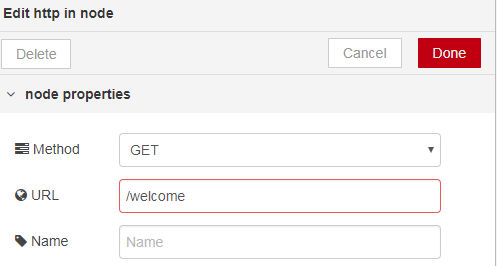 Edit http in node
Delete Cancel Done
node properties
Method GET
URL /welcome
Name Name